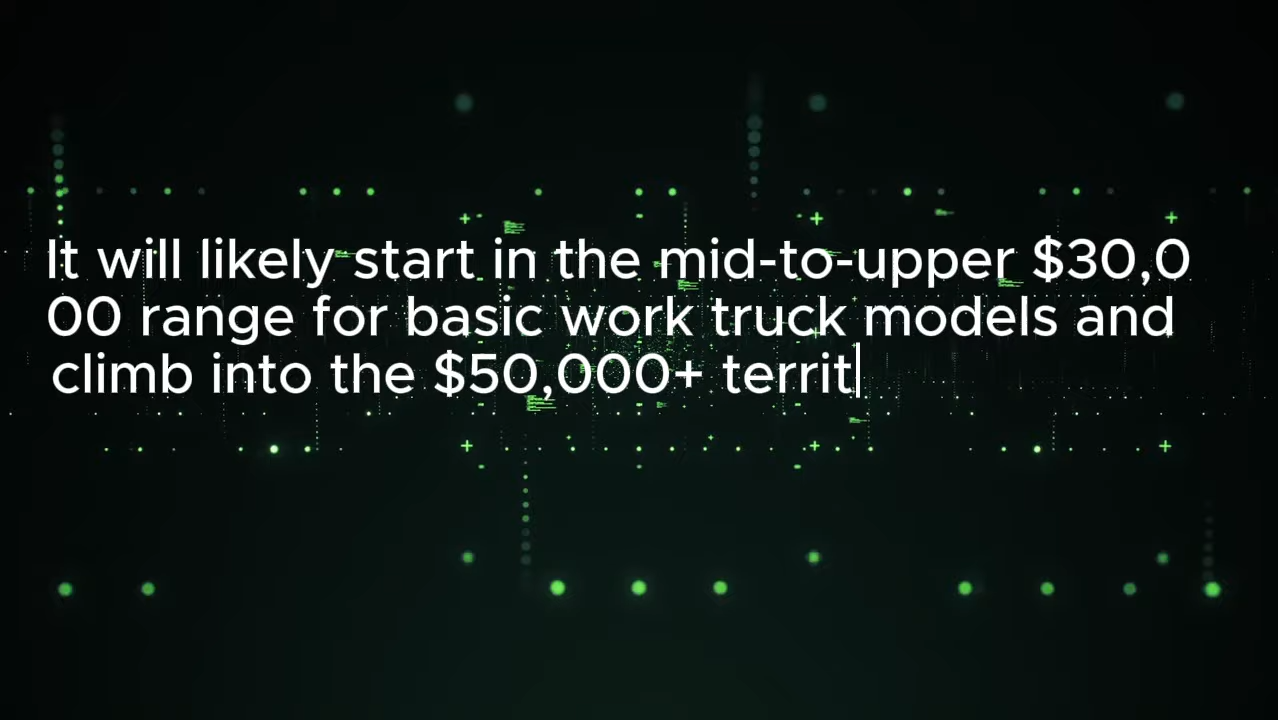 It will likely start in the mid-to-upper $30,0
00 range for basic work truck models and
climb into the $50,000+ territ